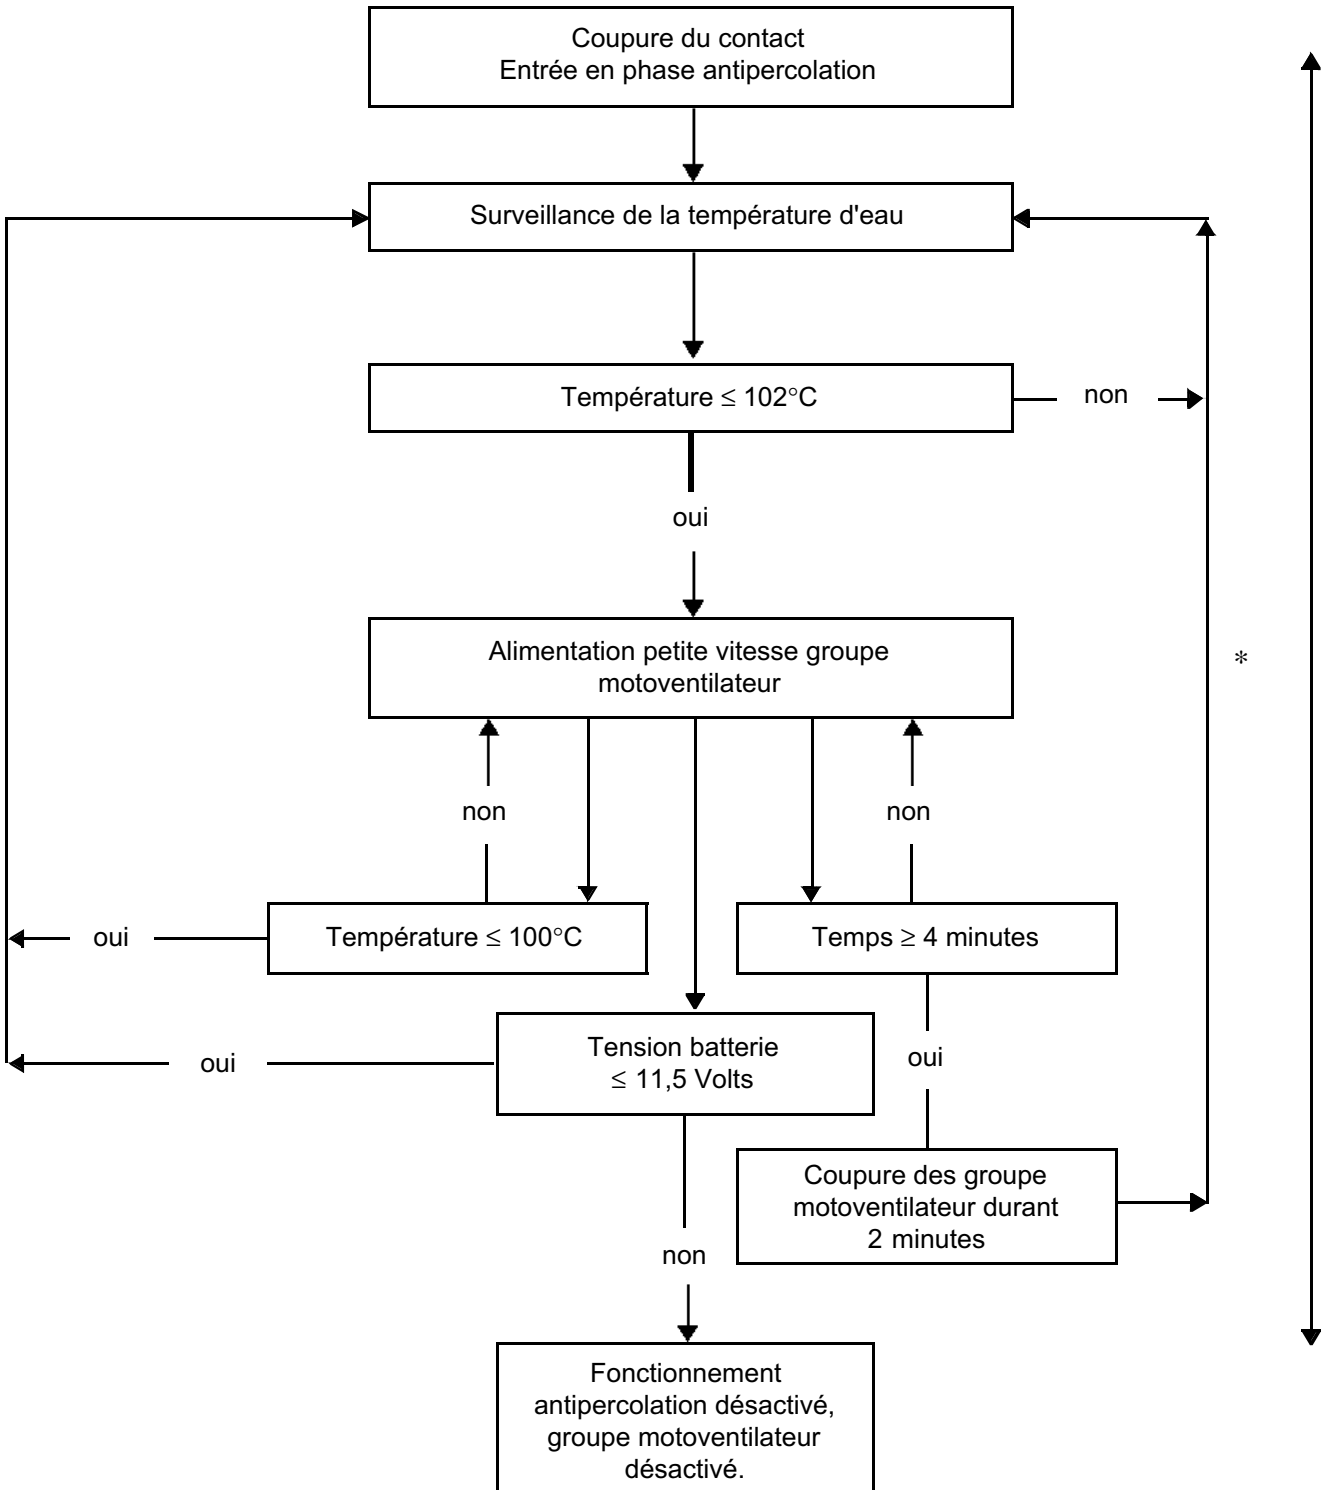 Coupure du contact
Entrée en phase antipercolation
Surveillance de la température d'eau
Température ≤ 102°C
non
oui
Alimentation petite vitesse groupe
motoventilateur
*
non
non
oui
Température ≤ 100°C
Temps ≥ 4 minutes
oui
Tension batterie
≤ 11,5 Volts
oui
Coupure des groupe
motoventilateur durant
2 minutes
non
Fonctionnement
antipercolation désactivé,
groupe motoventilateur
désactivé.